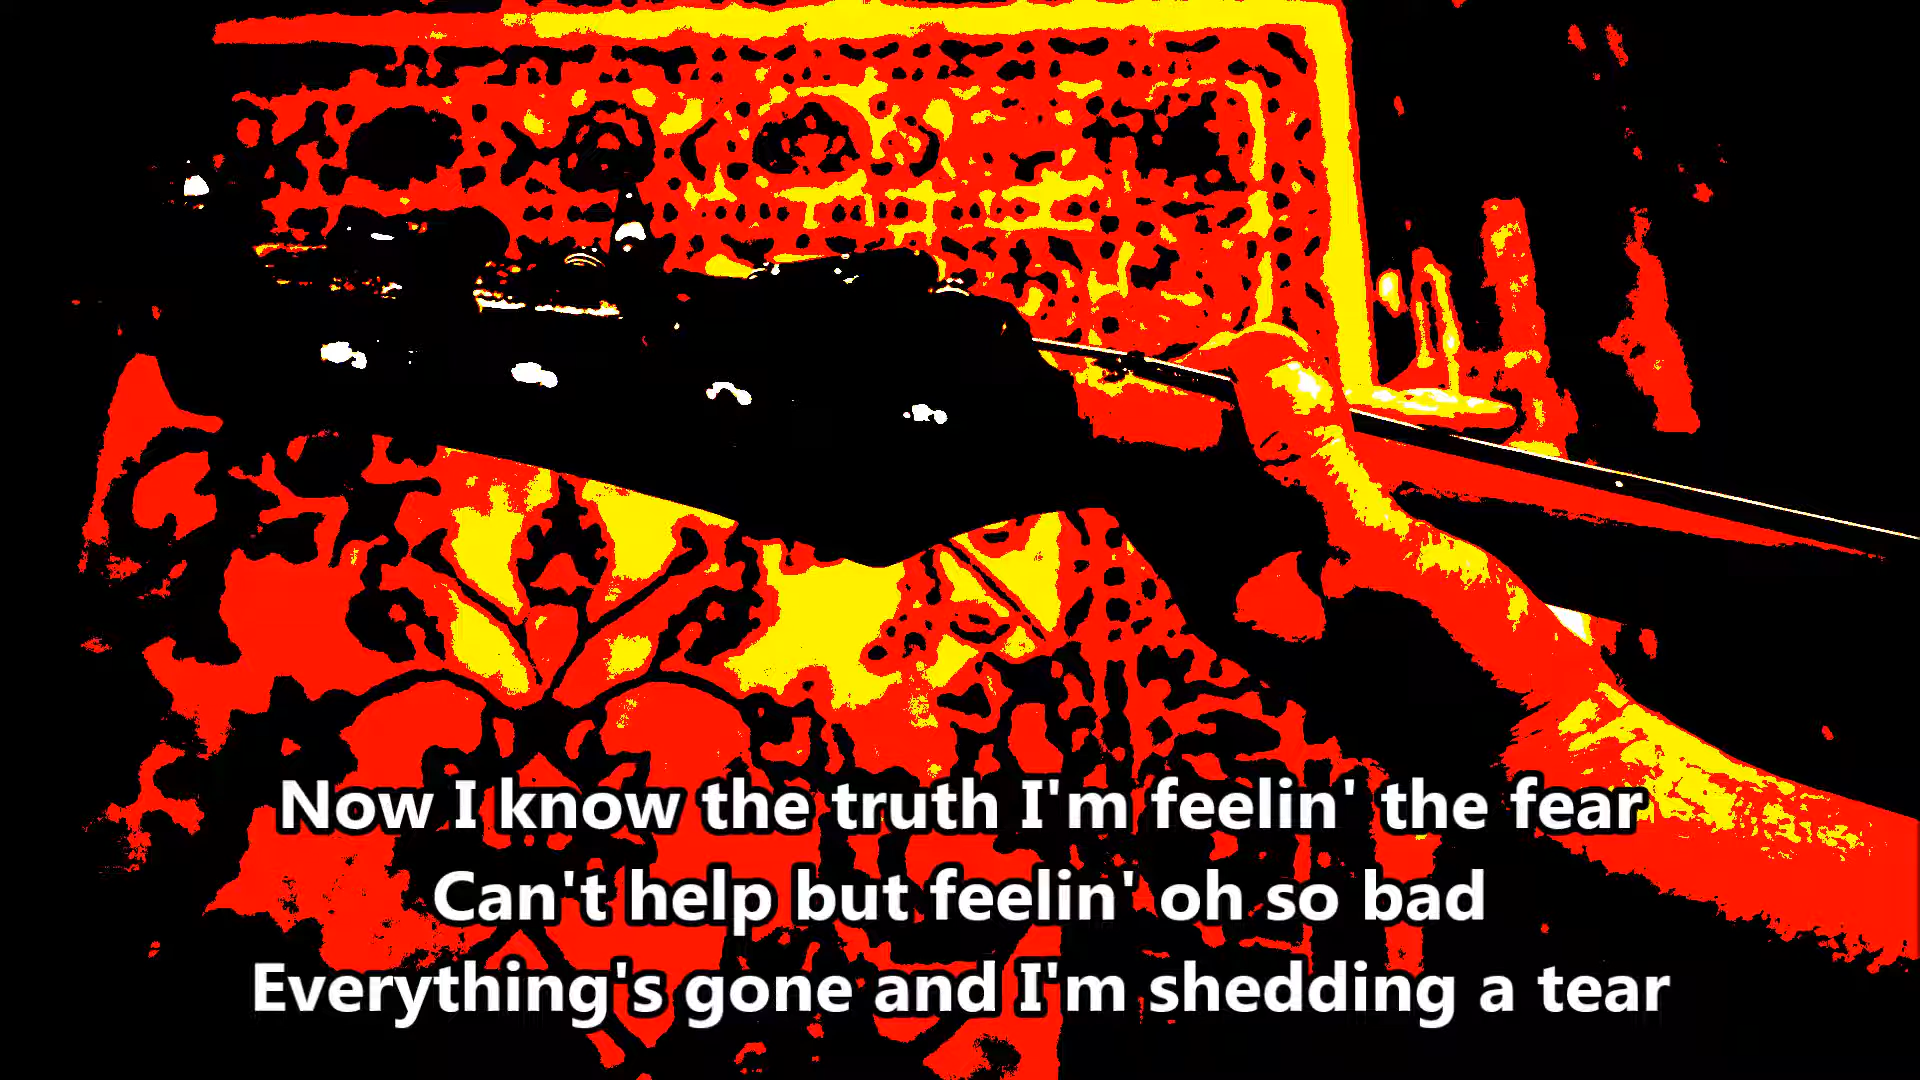 Now I know the truth I'm feelin' the fear
Can't help but feelin' oh so bad
Everything's gone and I'm shedding a tear